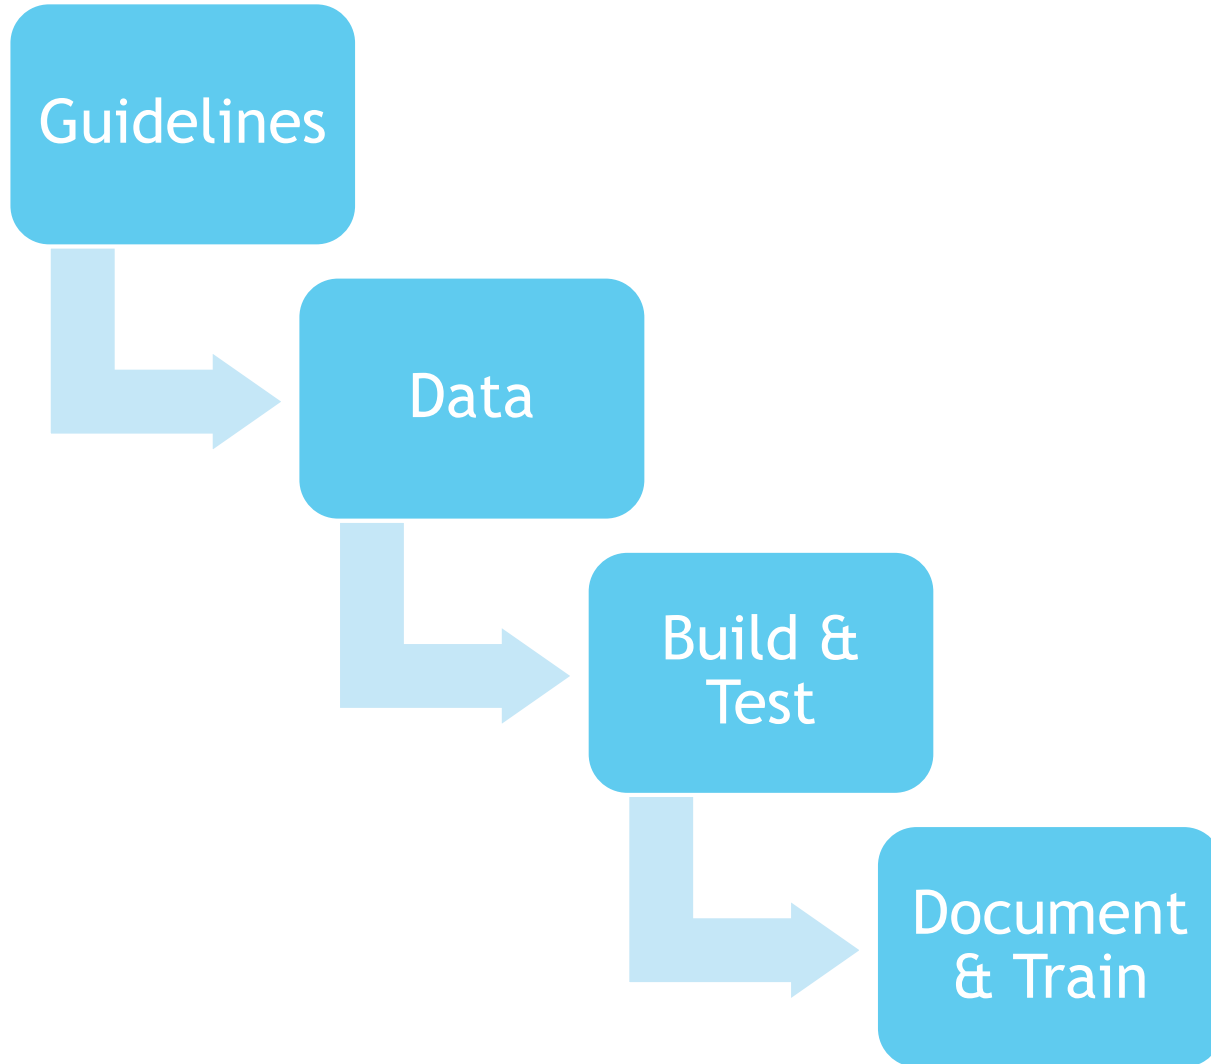 Guidelines
Data
Build &
Test
Document
& Train